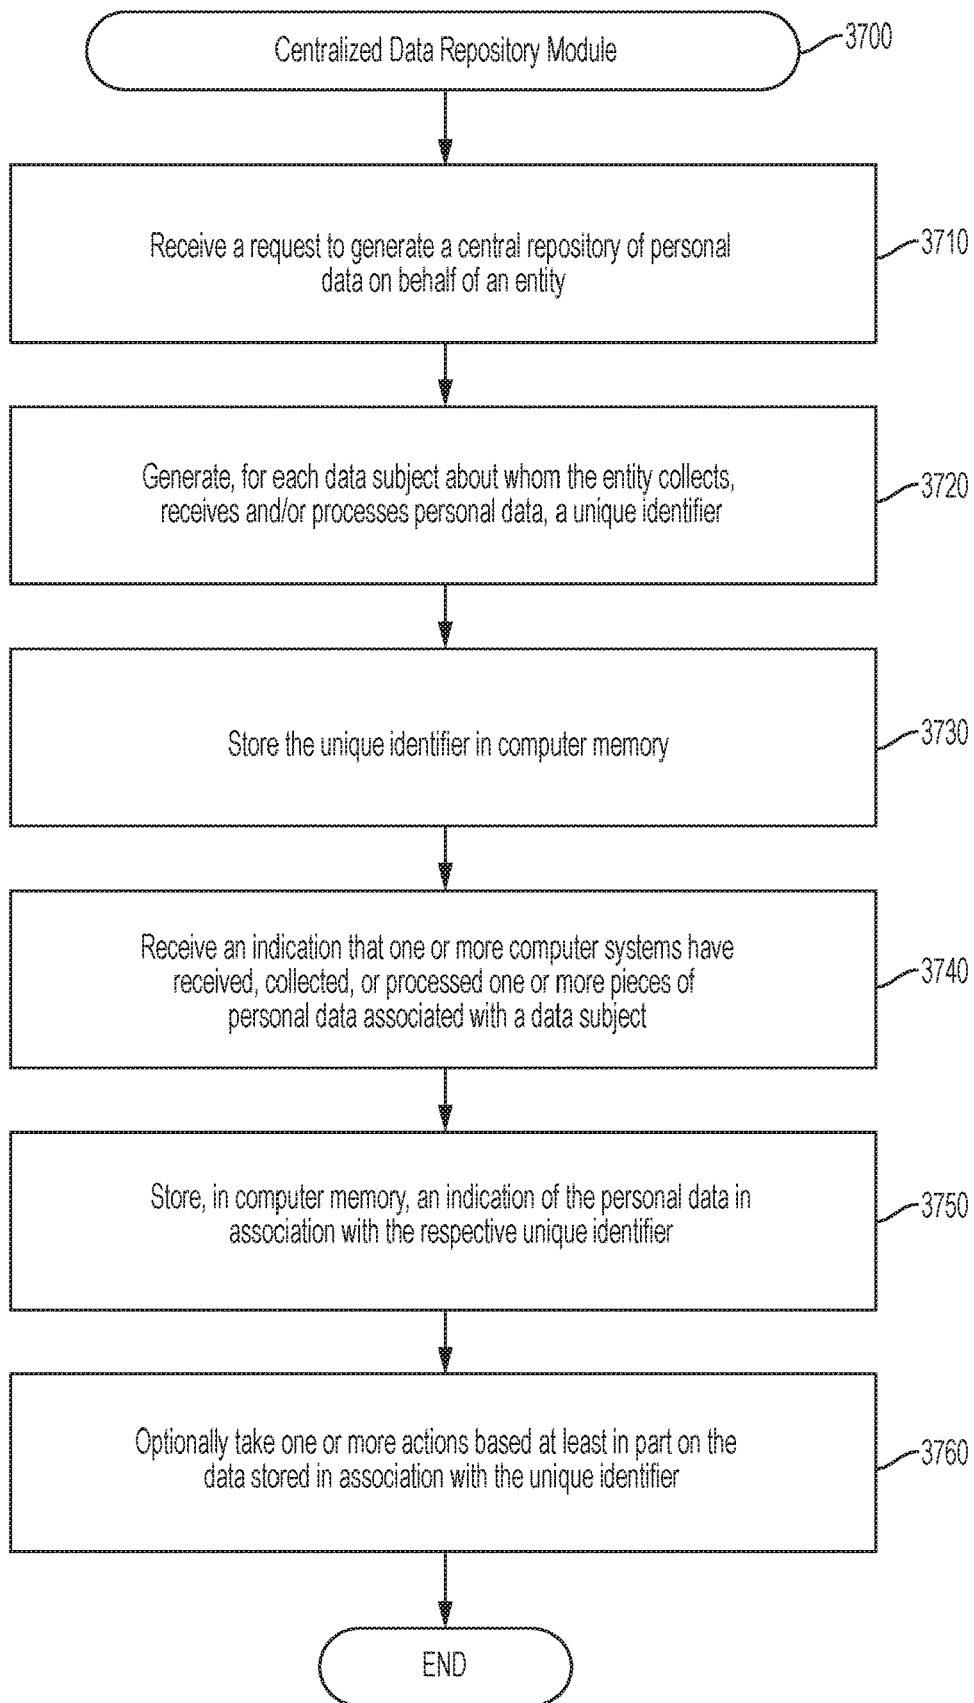 Centralized Data Repository Module
3700
Receive a request to generate a central repository of personal
data on behalf of an entity
3710
Generate, for each data subject about whom the entity collects,
receives and/or processes personal data, a unique identifier
3720
Store the unique identifier in computer memory
3730
Receive an indication that one or more computer systems have
received, collected, or processed one or more pieces of
personal data associated with a data subject
3740
Store, in computer memory, an indication of the personal data in
association with the respective unique identifier
3750
Optionally take one or more actions based at least in part on the
data stored in association with the unique identifier
3760
END